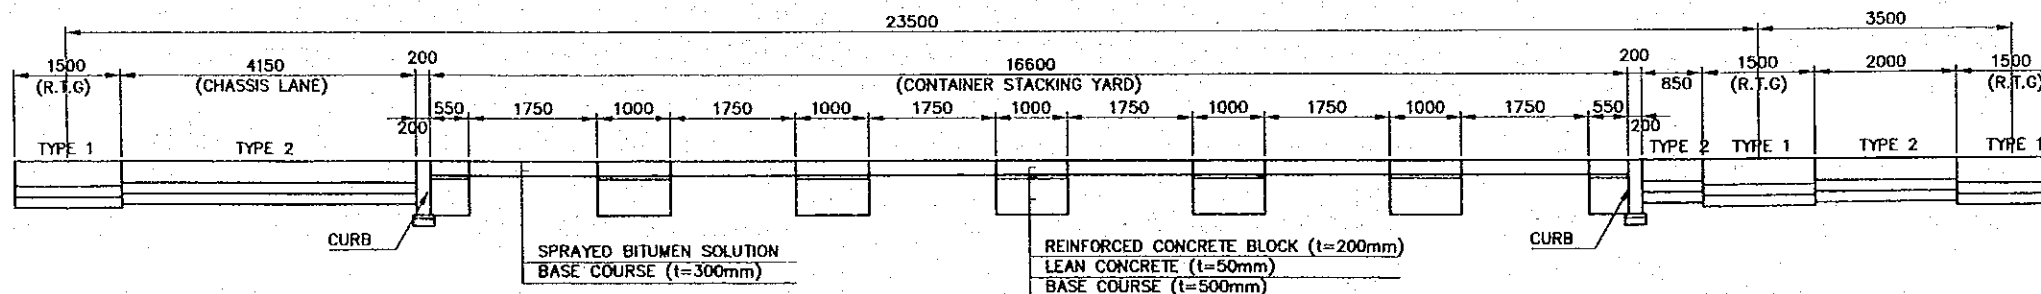 23500 3500
1500 4150 200 16600 200 1500 2000 1500
(R.T.G) (CHASSIS LANE) (CONTAINER STACKING YARD) 850 (R.T.G) (R.T.G)
550 1750 1000 1750 1000 1750 1000 1750 1000 1750 1000 1750 550
200 200
TYPE 1 TYPE 2 TYPE 2 TYPE 1 TYPE 2 TYPE 1
CURB CURB
SPRAYED BITUMEN SOLUTION
BASE COURSE (t=300mm)
REINFORCED CONCRETE BLOCK (t=200mm)
LEAN CONCRETE (t=50mm)
BASE COURSE (t=500mm)